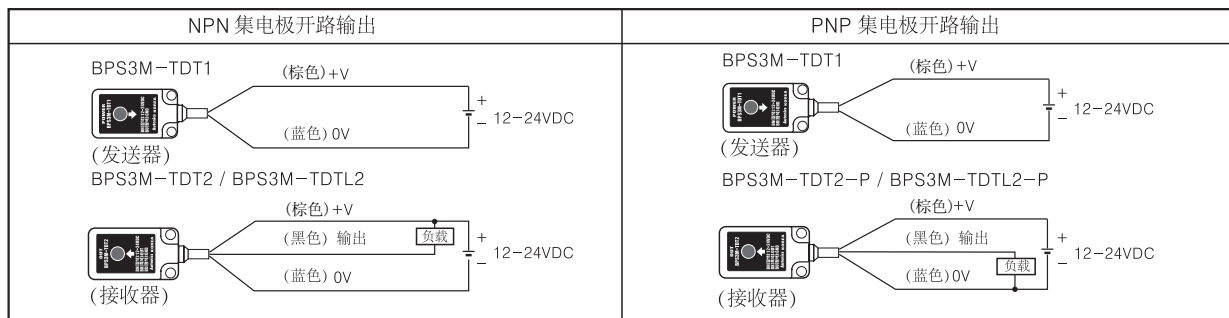 NPN 集电极开路输出
BPS3M-TDT1
(棕色)+V
(蓝色) 0V
+
-
12-24VDC
(发送器)
BPS3M-TDT2 / BPS3M-TDTL2
(棕色)+V
(黑色) 输出
负载
(蓝色) 0V
+
-
12-24VDC
(接收器)
PNP 集电极开路输出
BPS3M-TDT1
(棕色)+V
(蓝色) 0V
+
-
12-24VDC
(发送器)
BPS3M-TDT2-P / BPS3M-TDTL2-P
(棕色)+V
(黑色) 输出
负载
(蓝色) 0V
+
-
12-24VDC
(接收器)